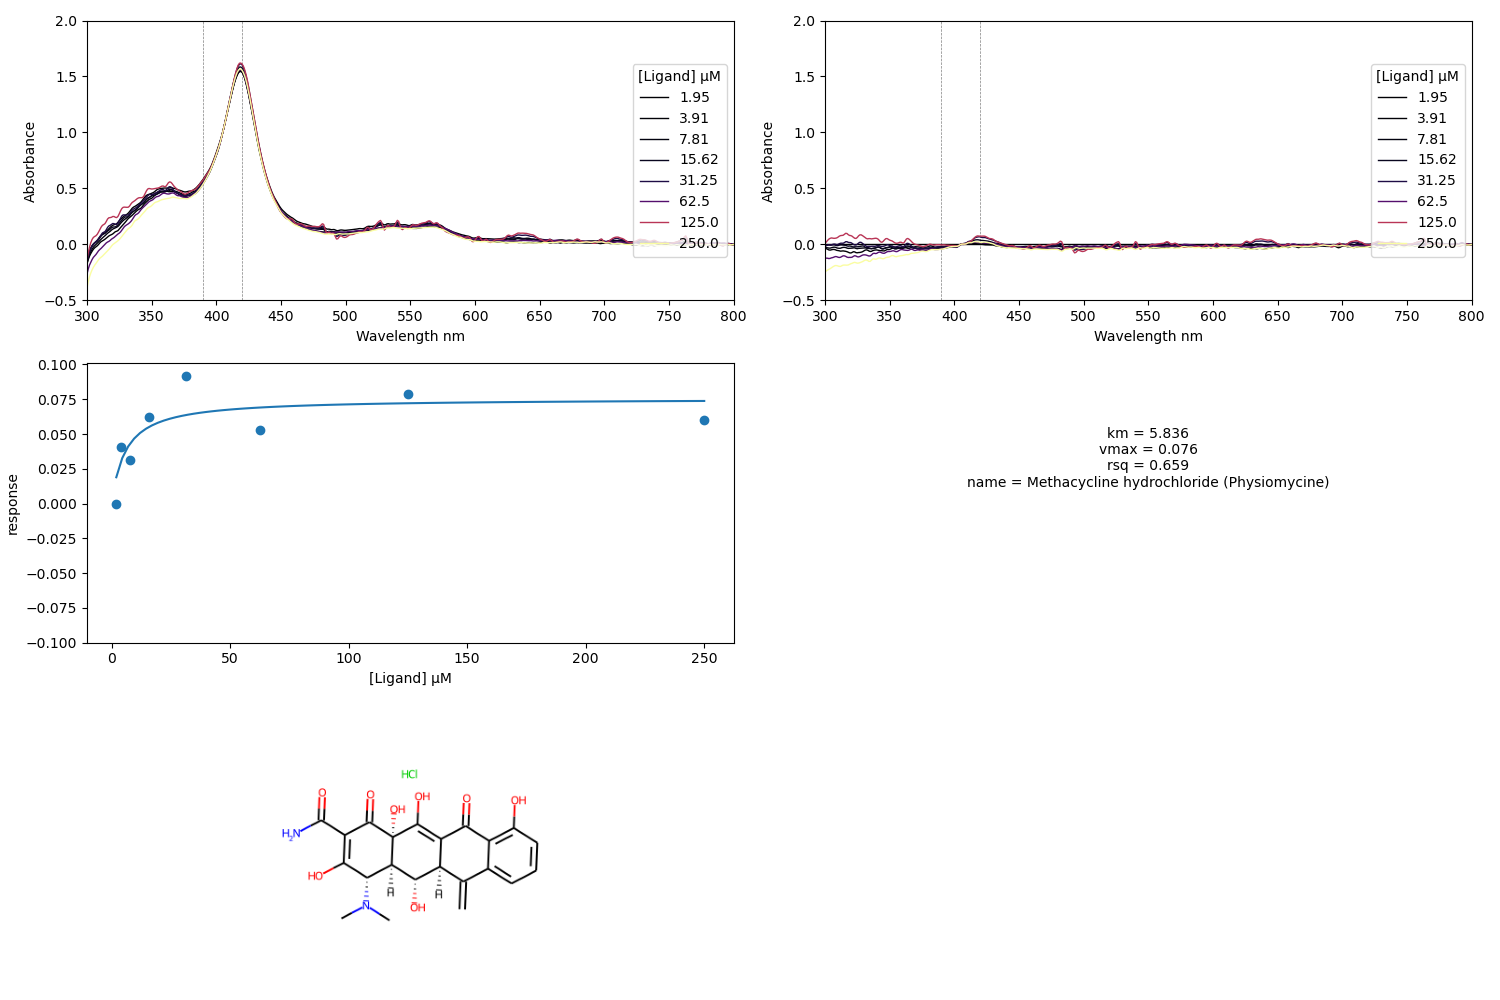 2.0
1.5
1.0
0.5
0.0
−0.5
Absorbance
300 350 400 450 500 550 600 650 700 750 800
Wavelength nm
[Ligand] µM
1.95
3.91
7.81
15.62
31.25
62.5
125.0
250.0
2.0
1.5
1.0
0.5
0.0
−0.5
Absorbance
300 350 400 450 500 550 600 650 700 750 800
Wavelength nm
[Ligand] µM
1.95
3.91
7.81
15.62
31.25
62.5
125.0
250.0
0.100
0.075
0.050
0.025
0.000
−0.025
−0.050
−0.075
−0.100
response
0 50 100 150 200 250
[Ligand] µM
km = 5.836
vmax = 0.076
rsq = 0.659
name = Methacycline hydrochloride (Physiomycine)
HCl
O O OH OH O OH
H2N
HO
H H
N OH